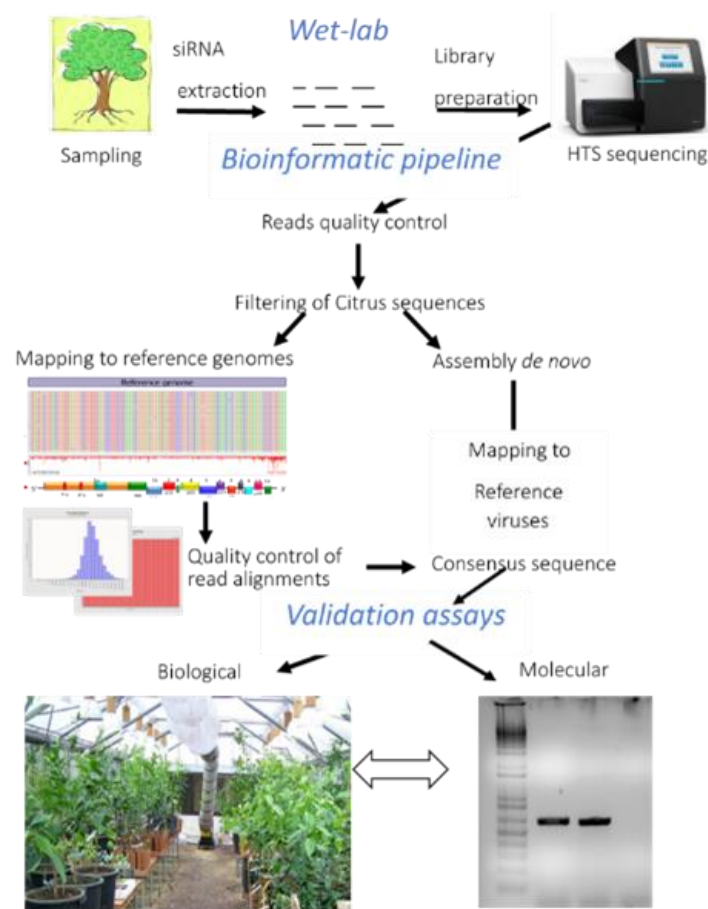 Wet-lab
siRNA
extraction
Library
preparation
Sampling
HTS sequencing
Bioinformatic pipeline
Reads quality control
Filtering of Citrus sequences
Mapping to reference genomes
Assembly de novo
Reference genome
Mapping to
Reference
viruses
Quality control of
read alignments
Consensus sequence
Validation assays
Biological
Molecular